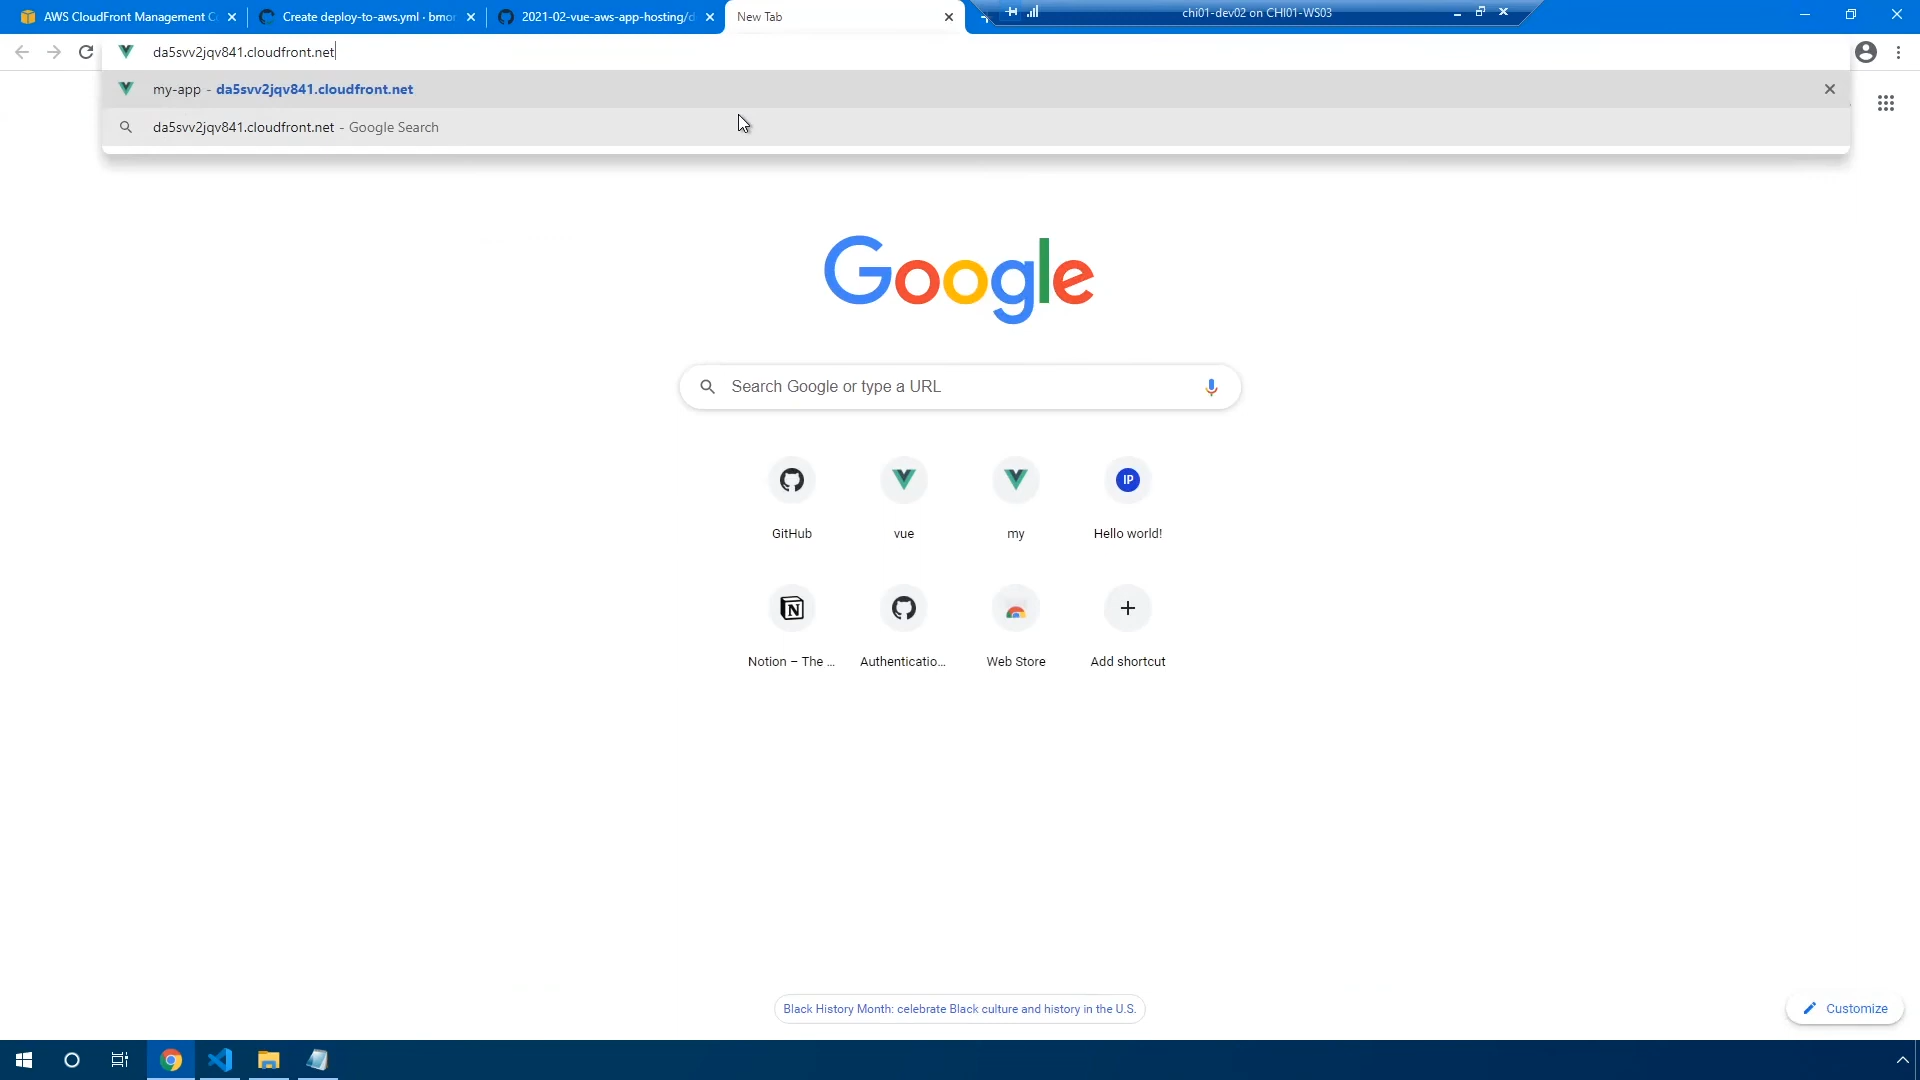 AWS CloudFront Management C
Create deploy-to-aws.yml · bmor
2021-02-vue-aws-app-hosting/d
New Tab
chi01-dev02 on CHI01-WS03
da5svv2jqv841.cloudfront.net
my-app - da5svv2jqv841.cloudfront.net
da5svv2jqv841.cloudfront.net - Google Search
Google
Search Google or type a URL
IP
GitHub
vue
my
Hello world!
N
Notion – The ...
Authenticatio...
Web Store
Add shortcut
Black History Month: celebrate Black culture and history in the U.S.
Customize